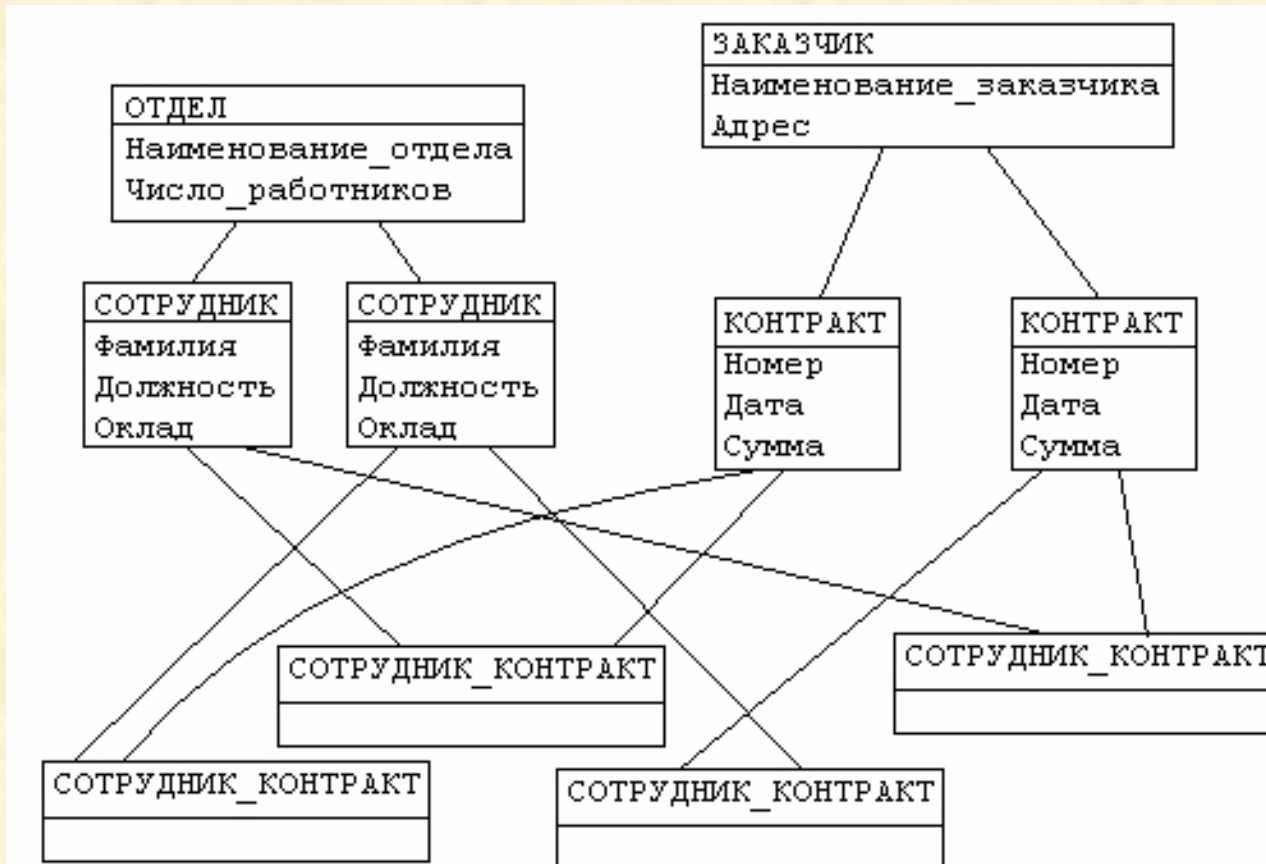 ЗАКАЗЧИК
Наименование_заказчика
Адрес
ОТДЕЛ
Наименование_отдела
Число_работников
СОТРУДНИК
Фамилия
Должность
Оклад
СОТРУДНИК
Фамилия
Должность
Оклад
КОНТРАКТ
Номер
Дата
Сумма
КОНТРАКТ
Номер
Дата
Сумма
СОТРУДНИК_КОНТРАКТ
СОТРУДНИК_КОНТРАКТ
СОТРУДНИК_КОНТРАКТ
СОТРУДНИК_КОНТРАКТ